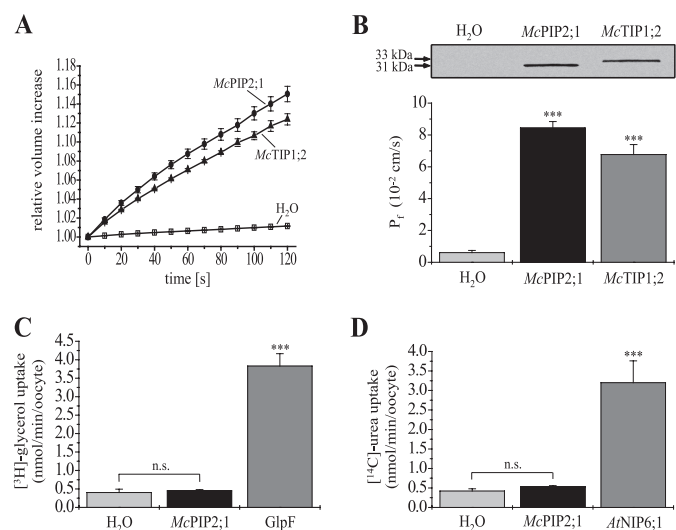 A
relative volume increase
1.18
1.16
1.14
1.12
1.10
1.08
1.06
1.04
1.02
1.00
McPIP2;1
McTIP1;2
H₂O
0 20 40 60 80 100 120
time [s]
B
H₂O McPIP2;1 McTIP1;2
33 kDa
31 kDa
P_f (10⁻² cm/s)
10
8
6
4
2
0
***
***
H₂O McPIP2;1 McTIP1;2
C
[³H]-glycerol uptake
(nmol/min/oocyte)
4.5
4.0
3.5
3.0
2.5
2.0
1.5
1.0
0.5
0.0
n.s.
***
H₂O McPIP2;1 GlpF
D
[¹⁴C]-urea uptake
(nmol/min/oocyte)
4.0
3.5
3.0
2.5
2.0
1.5
1.0
0.5
0.0
n.s.
***
H₂O McPIP2;1 AtNIP6;1